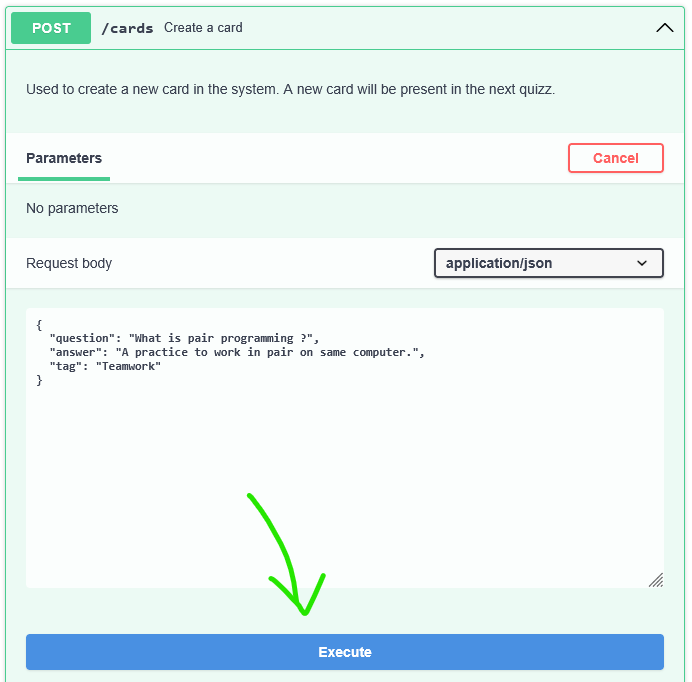 POST /cards Create a card
Used to create a new card in the system. A new card will be present in the next quizz.
Parameters Cancel
No parameters
Request body application/json
{
  "question": "What is pair programming ?",
  "answer": "A practice to work in pair on same computer.",
  "tag": "Teamwork"
}
Execute